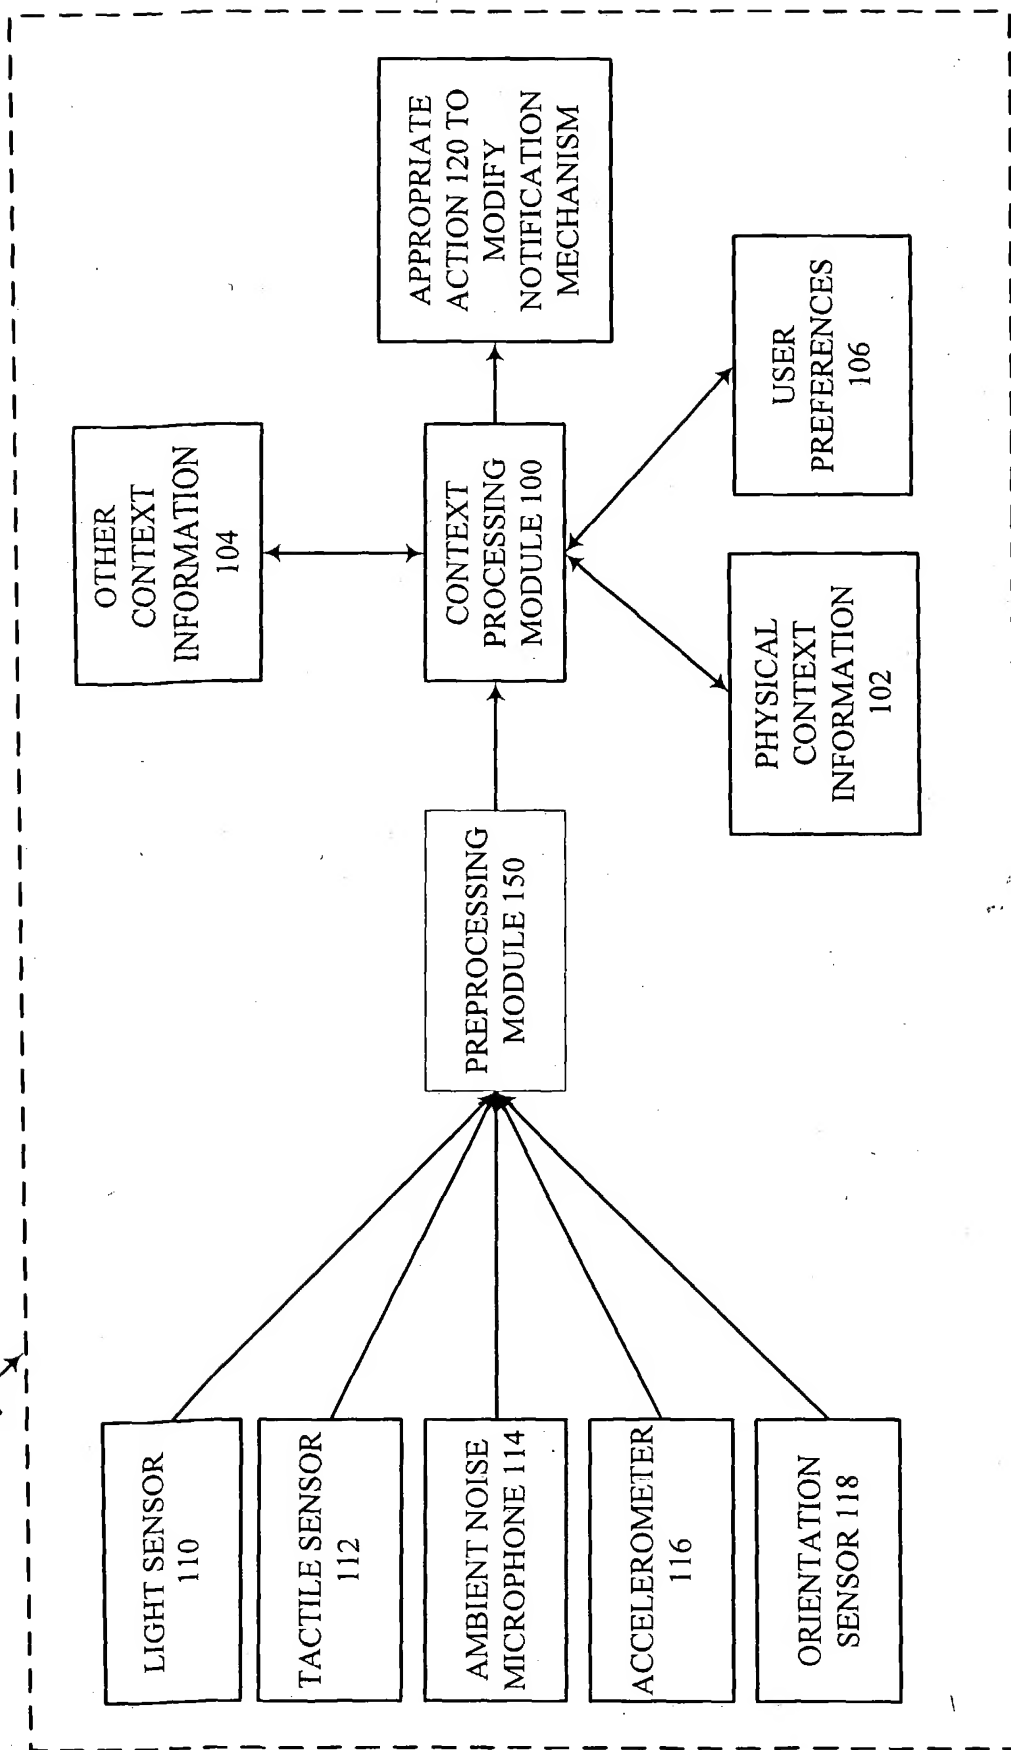 LIGHT SENSOR
110
TACTILE SENSOR
112
AMBIENT NOISE
MICROPHONE 114
ACCELEROMETER
116
ORIENTATION
SENSOR 118
PREPROCESSING
MODULE 150
OTHER
CONTEXT
INFORMATION
104
CONTEXT
PROCESSING
MODULE 100
PHYSICAL
CONTEXT
INFORMATION
102
USER
PREFERENCES
106
APPROPRIATE
ACTION 120 TO
MODIFY
NOTIFICATION
MECHANISM